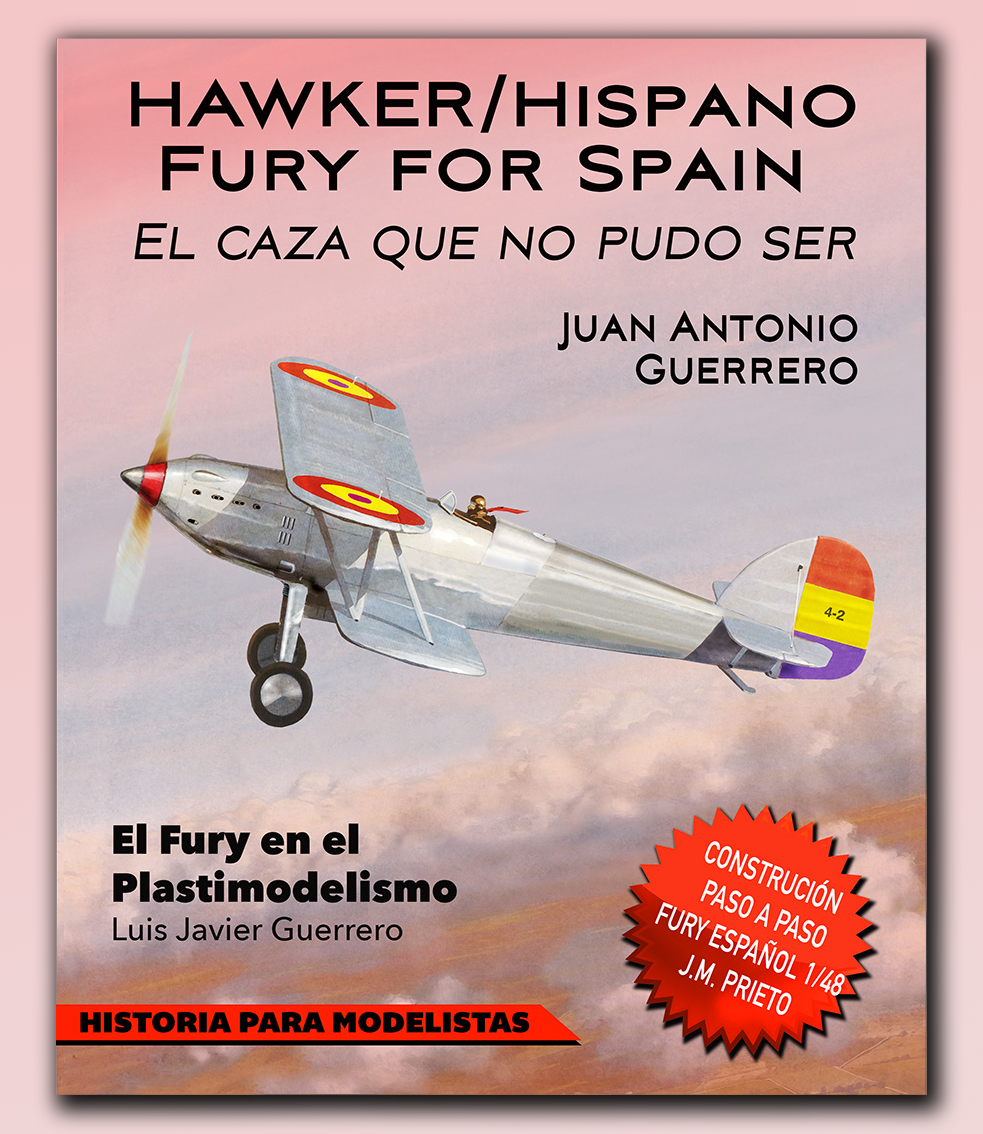 HAWKER/HISPANO
FURY FOR SPAIN
EL CAZA QUE NO PUDO SER
JUAN ANTONIO
GUERRERO
4-2
El Fury en el
Plastimodelismo
Luis Javier Guerrero
CONSTRUCIÓN
PASO A PASO
FURY ESPAÑOL 1/48
J.M. PRIETO
HISTORIA PARA MODELISTAS